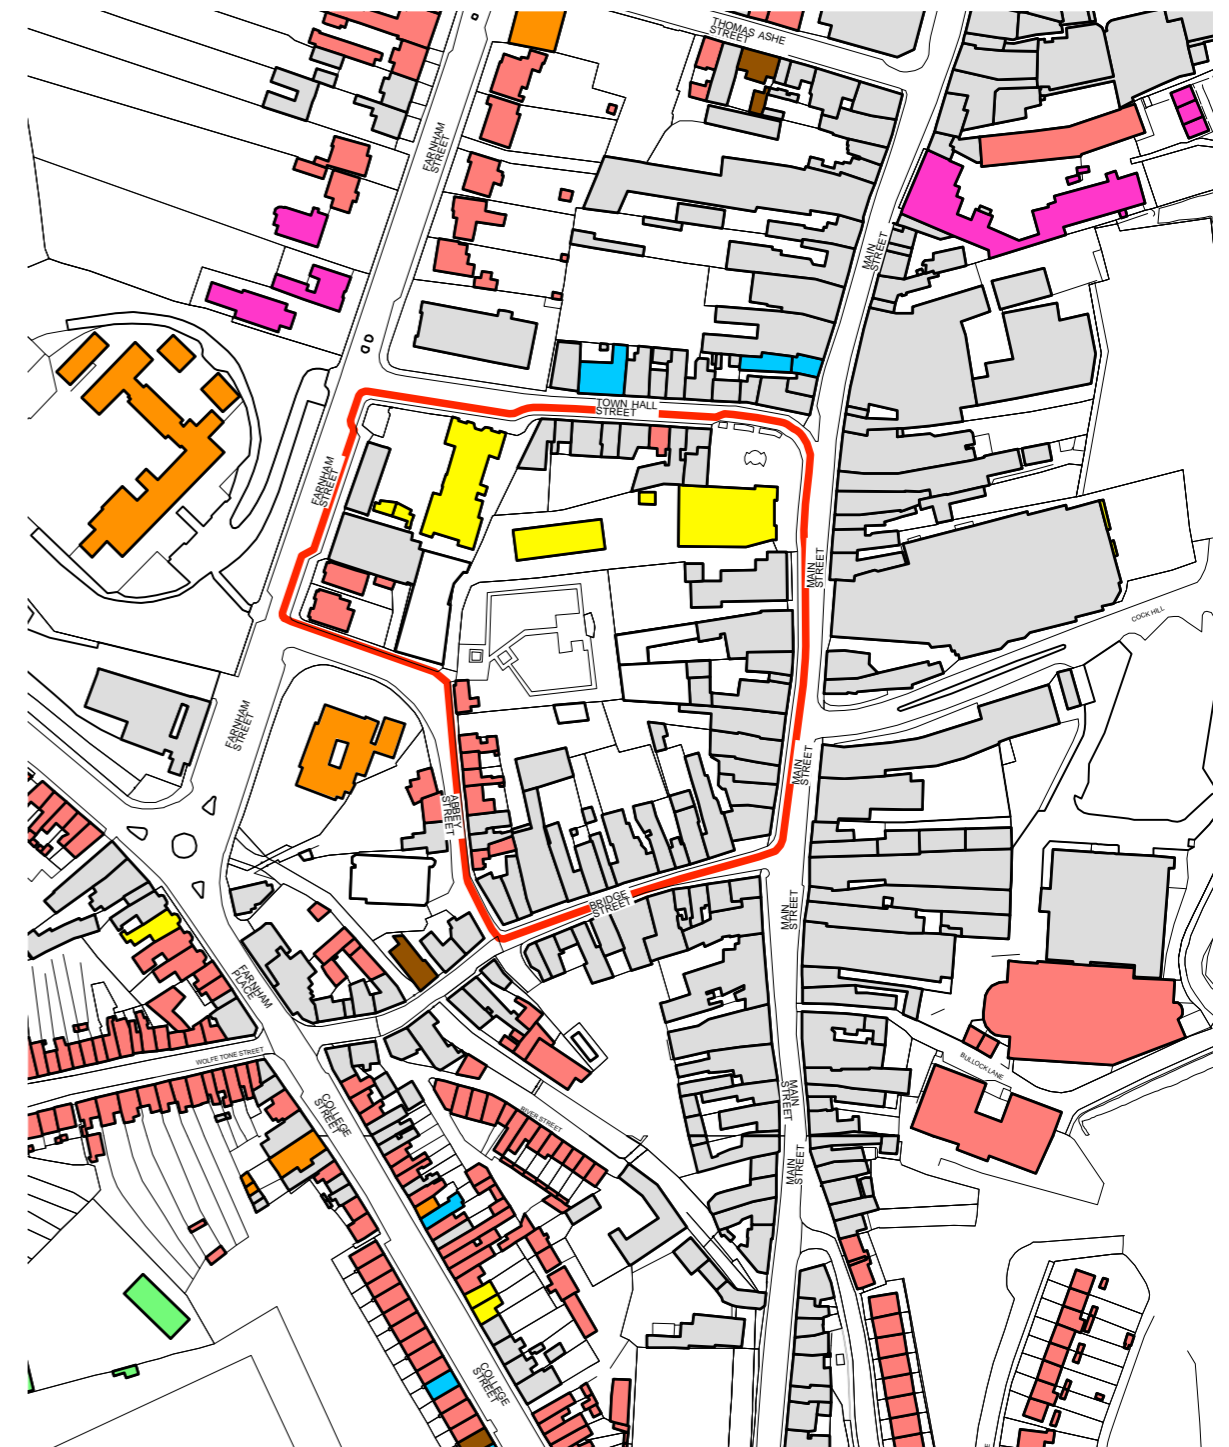 THOMAS ASHE
STREET
FARNHAM
STREET
MAIN
STREET
TOWN HALL
STREET
FARNHAM
STREET
MAIN
STREET
COCK HILL
FARNHAM
STREET
MAIN
STREET
ABBEY
STREET
BRIDGE
STREET
MAIN
STREET
FARNHAM
PLACE
WOLFE TONE STREET
BULLOCK LANE
COLLEGE
STREET
RIVER STREET
MAIN
STREET
MAIN
STREET
COLLEGE
STREET